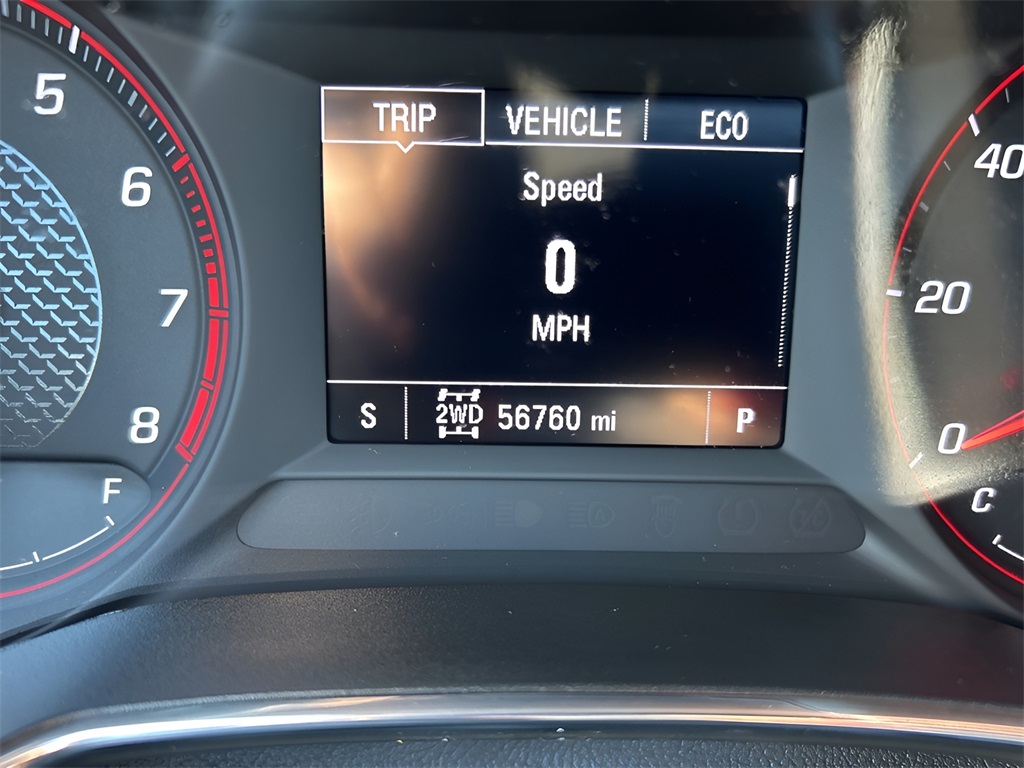 5
6
7
8
F
TRIP VEHICLE ECO
Speed
0
MPH
S 2WD 56760 mi P
40
20
0
C